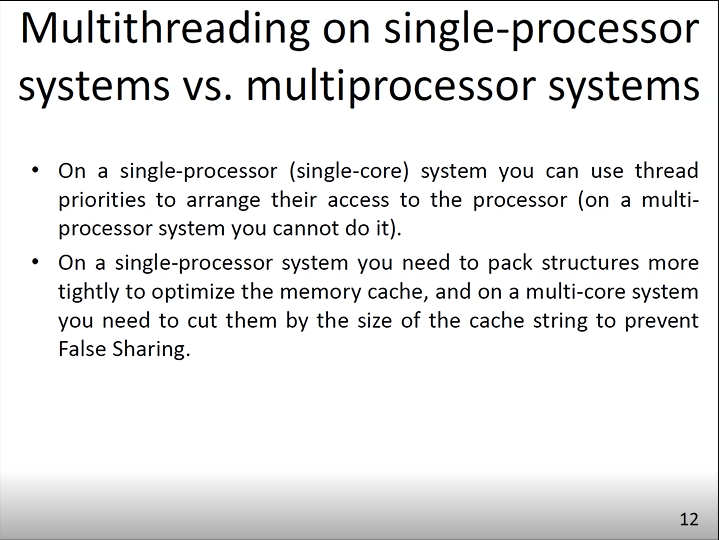 Multithreading on single-processor
systems vs. multiprocessor systems
• On a single-processor (single-core) system you can use thread
priorities to arrange their access to the processor (on a multi-
processor system you cannot do it).
• On a single-processor system you need to pack structures more
tightly to optimize the memory cache, and on a multi-core system
you need to cut them by the size of the cache string to prevent
False Sharing.
12